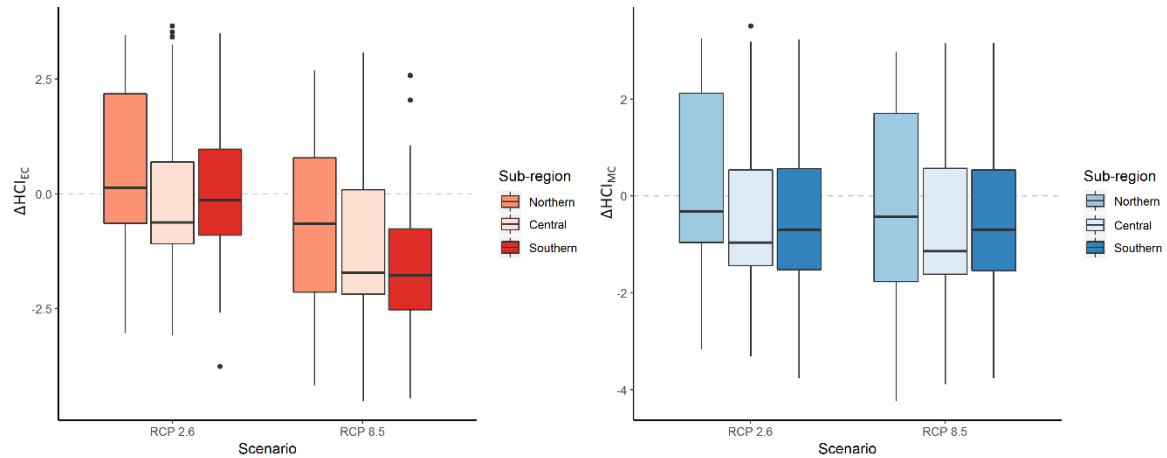 ΔHCI_EC
2.5
0.0
-2.5
RCP 2.6
RCP 8.5
Scenario
Sub-region
Northern
Central
Southern
ΔHCI_MC
2
0
-2
-4
RCP 2.6
RCP 8.5
Scenario
Sub-region
Northern
Central
Southern